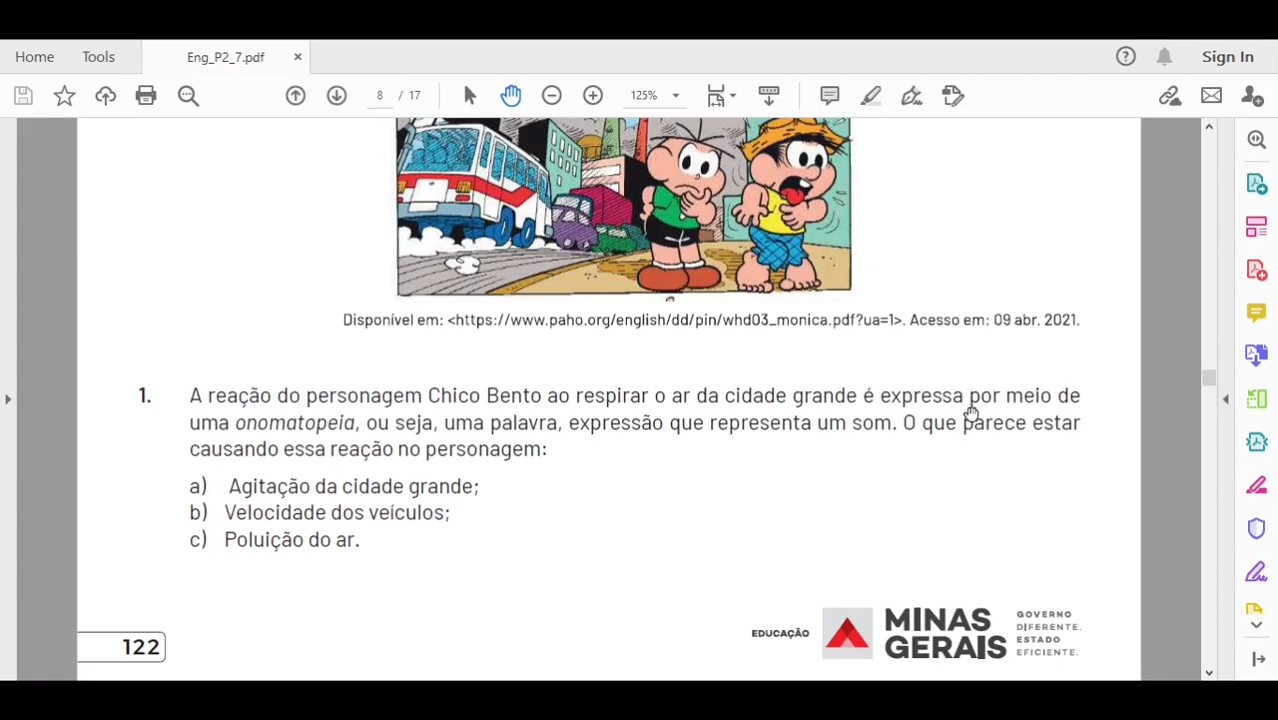 Home Tools Eng_P2_7.pdf × Sign In
8 / 17 125%
Disponível em: <https://www.paho.org/english/dd/pin/whd03_monica.pdf?ua=1>. Acesso em: 09 abr. 2021.
1. A reação do personagem Chico Bento ao respirar o ar da cidade grande é expressa por meio de
uma onomatopeia, ou seja, uma palavra, expressão que representa um som. O que parece estar
causando essa reação no personagem:
a) Agitação da cidade grande;
b) Velocidade dos veículos;
c) Poluição do ar.
122
EDUCAÇÃO
MINAS
GERAIS
GOVERNO
DIFERENTE.
ESTADO
EFICIENTE.